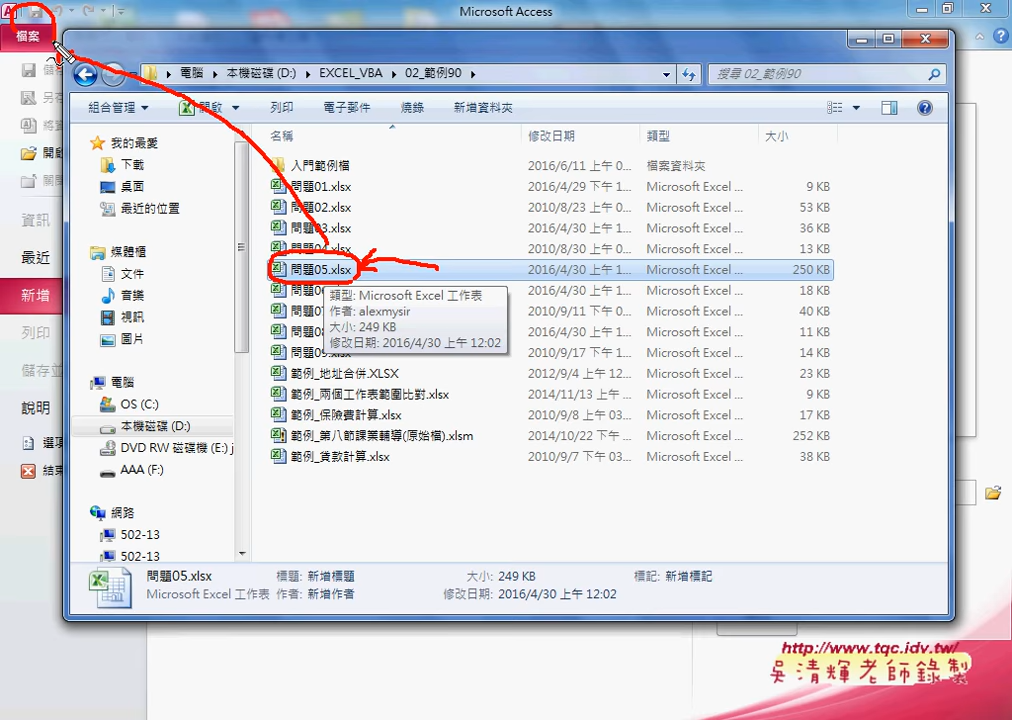 Microsoft Access
檔案
電腦 本機磁碟 (D:) EXCEL_VBA 02_範例90
搜尋 02_範例90
組合管理 開啟 列印 電子郵件 燒錄 新增資料夾
名稱 修改日期 類型 大小
我的最愛
下載
桌面
最近的位置
媒體櫃
文件
音樂
視訊
圖片
電腦
OS (C:)
本機磁碟 (D:)
DVD RW 磁碟機 (E:) j
AAA (F:)
網路
502-13
502-13
入門範例檔 2016/6/11 上午 0... 檔案資料夾
問題01.xlsx 2016/4/29 下午 1... Microsoft Excel ... 9 KB
問題02.xlsx 2010/8/23 上午 0... Microsoft Excel ... 53 KB
問題03.xlsx 2016/4/30 上午 1... Microsoft Excel ... 36 KB
問題04.xlsx 2010/8/30 上午 0... Microsoft Excel ... 13 KB
問題05.xlsx 2016/4/30 上午 1... Microsoft Excel ... 250 KB
2016/4/30 上午 1... Microsoft Excel ... 18 KB
2010/9/11 上午 0... Microsoft Excel ... 40 KB
2016/4/30 上午 1... Microsoft Excel ... 11 KB
2010/9/17 下午 1... Microsoft Excel ... 14 KB
範例_地址合併.XLSX 2012/9/4 上午 12... Microsoft Excel ... 23 KB
範例_兩個工作表範圍比對.xlsx 2014/11/13 上午 ... Microsoft Excel ... 9 KB
範例_保險費計算.xlsx 2010/9/8 上午 03... Microsoft Excel ... 17 KB
範例_第八節課業輔導(原始檔).xlsm 2014/10/22 下午 ... Microsoft Excel ... 252 KB
範例_貸款計算.xlsx 2010/9/7 下午 03... Microsoft Excel ... 38 KB
類型: Microsoft Excel 工作表
作者: alexmysir
大小: 249 KB
修改日期: 2016/4/30 上午 12:02
資訊
最近
新增
列印
說明
問題05.xlsx 標題: 新增標題 大小: 249 KB 標記: 新增標記
Microsoft Excel 工作表 作者: 新增作者 修改日期: 2016/4/30 上午 12:02
http://www.tqc.idv.tw/
吳清輝老師錄製